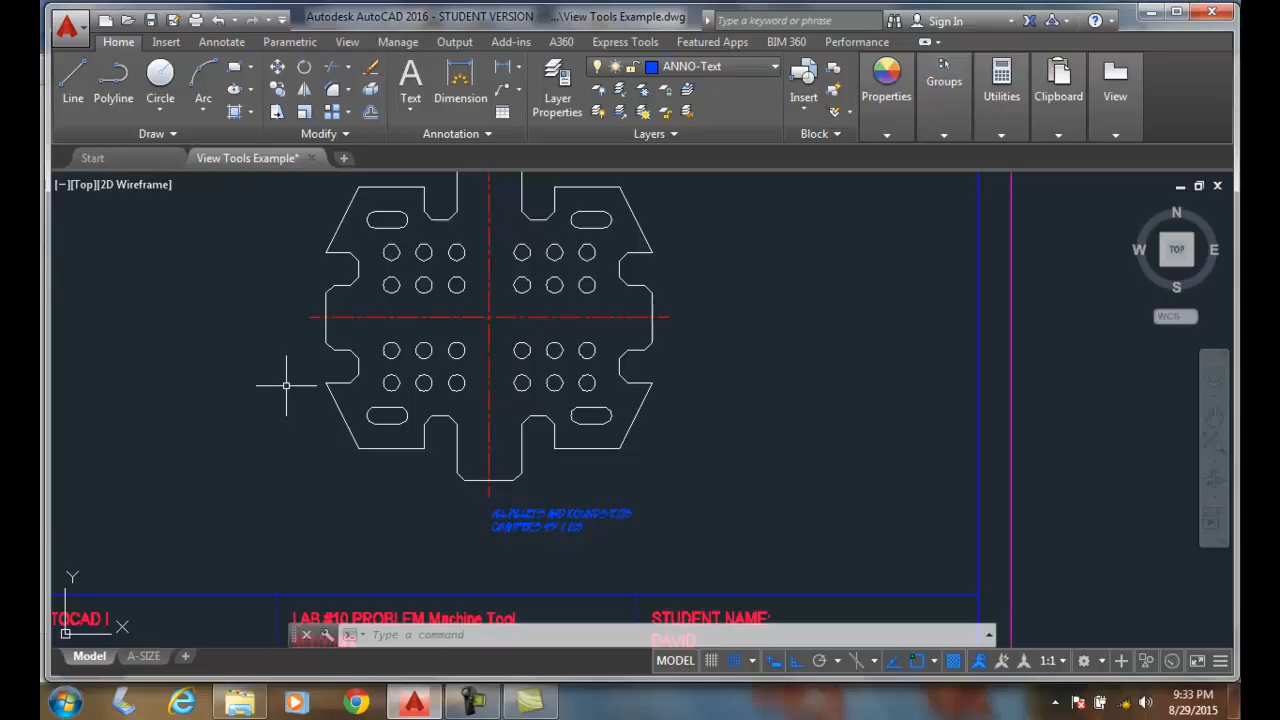 Autodesk AutoCAD 2016 - STUDENT VERSION ...\View Tools Example.dwg
Type a keyword or phrase
Sign In
Home Insert Annotate Parametric View Manage Output Add-ins A360 Express Tools Featured Apps BIM 360 Performance
ANNO-Text
Line Polyline Circle Arc
Text Dimension
Layer
Properties
Insert
Properties Groups Utilities Clipboard View
Draw Modify Annotation Layers Block
Start View Tools Example*
[−][Top][2D Wireframe]
N
W TOP E
S
WCS
Y
X
TOCAD I
LAB #10 PROBLEM Machine Tool
STUDENT NAME:
DAVID
Type a command
Model A-SIZE
MODEL 1:1
9:33 PM
8/29/2015